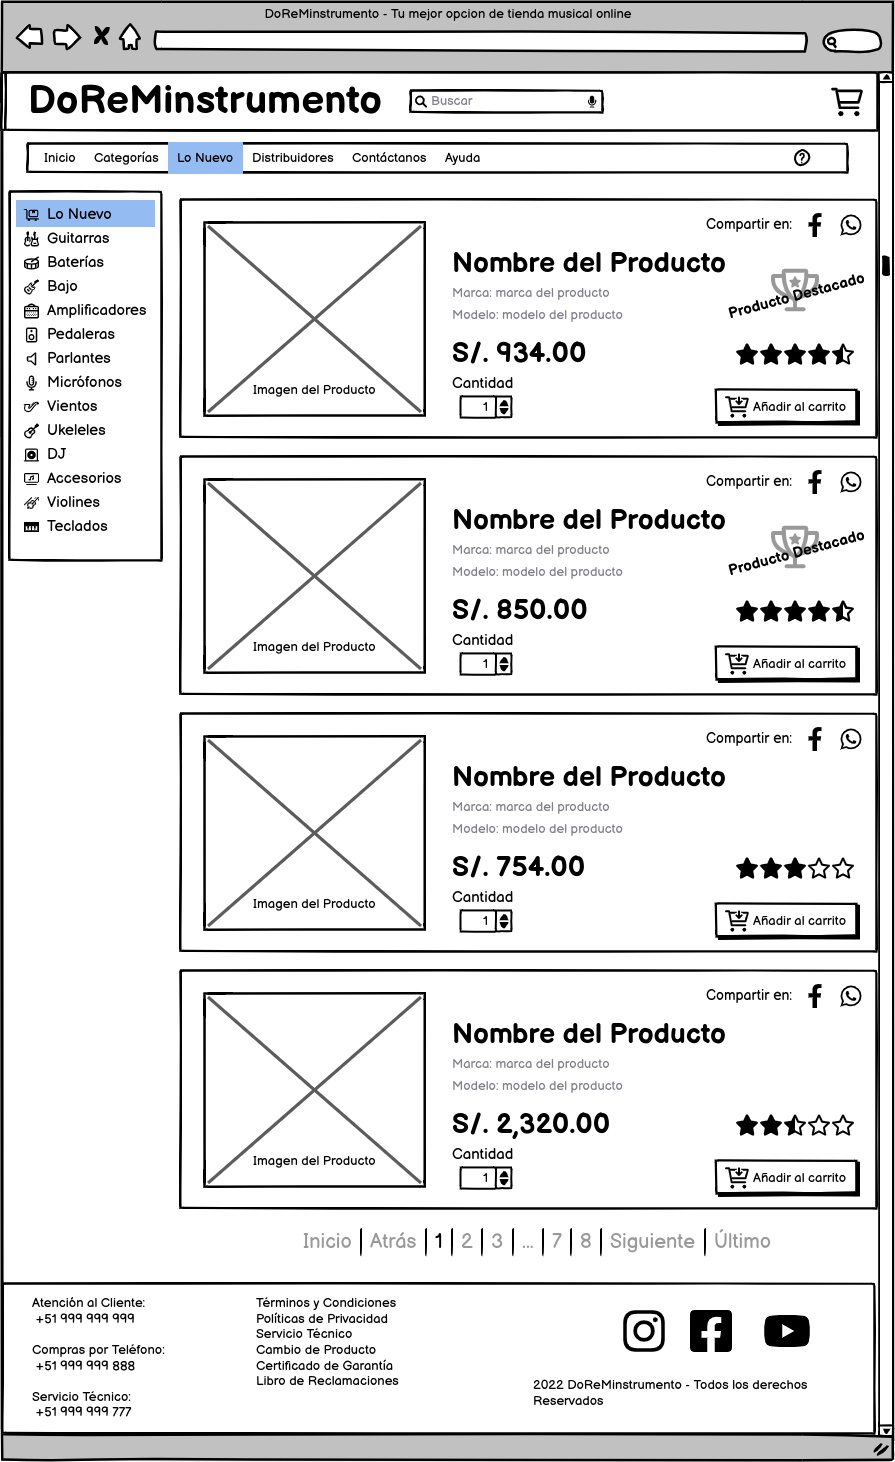 DoReMinstrumento - Tu mejor opcion de tienda musical online
DoReMinstrumento
Buscar
Inicio Categorías Lo Nuevo Distribuidores Contáctanos Ayuda
Lo Nuevo
Guitarras
Baterías
Bajo
Amplificadores
Pedaleras
Parlantes
Micrófonos
Vientos
Ukeleles
DJ
Accesorios
Violines
Teclados
Compartir en:
Nombre del Producto
Marca: marca del producto
Modelo: modelo del producto
Producto Destacado
S/. 934.00
Cantidad
Imagen del Producto
1
Añadir al carrito
Compartir en:
Nombre del Producto
Marca: marca del producto
Modelo: modelo del producto
Producto Destacado
S/. 850.00
Cantidad
Imagen del Producto
1
Añadir al carrito
Compartir en:
Nombre del Producto
Marca: marca del producto
Modelo: modelo del producto
S/. 754.00
Cantidad
Imagen del Producto
1
Añadir al carrito
Compartir en:
Nombre del Producto
Marca: marca del producto
Modelo: modelo del producto
S/. 2,320.00
Cantidad
Imagen del Producto
1
Añadir al carrito
Inicio Atrás 1 2 3 ... 7 8 Siguiente Último
Atención al Cliente:
+51 999 999 999
Compras por Teléfono:
+51 999 999 888
Servicio Técnico:
+51 999 999 777
Términos y Condiciones
Políticas de Privacidad
Servicio Técnico
Cambio de Producto
Certificado de Garantía
Libro de Reclamaciones
2022 DoReMinstrumento - Todos los derechos
Reservados